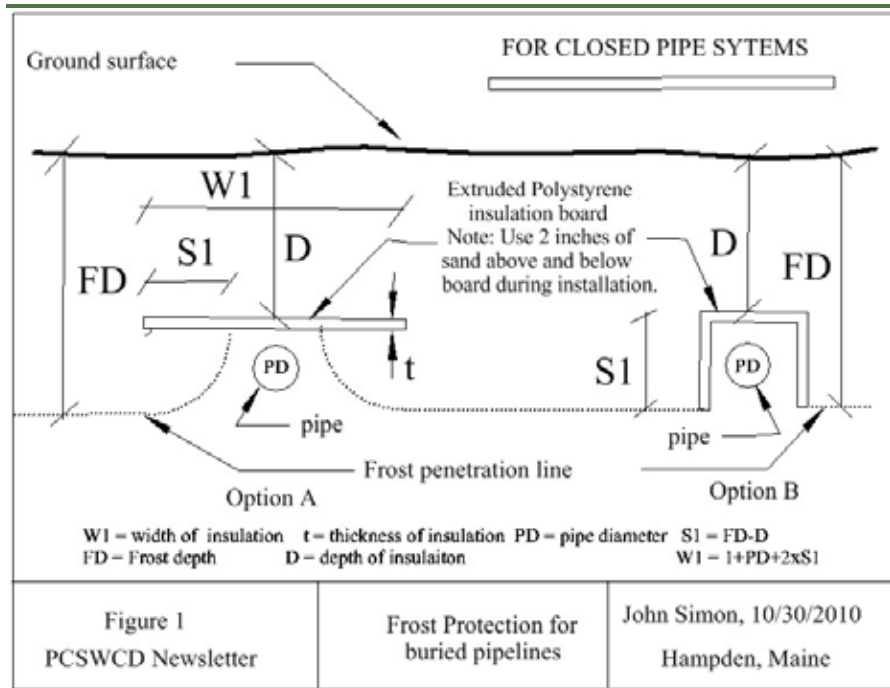 FOR CLOSED PIPE SYTEMS
Ground surface
W1
Extruded Polystyrene
insulation board
Note: Use 2 inches of
sand above and below
board during installation.
S1
D
FD
D
FD
t
S1
PD
PD
pipe
pipe
Frost penetration line
Option A
Option B
W1 = width of insulation t = thickness of insulation PD = pipe diameter S1 = FD-D
FD = Frost depth D = depth of insulaiton W1 = 1+PD+2xS1
Figure 1
PCSWCD Newsletter
Frost Protection for
buried pipelines
John Simon, 10/30/2010
Hampden, Maine